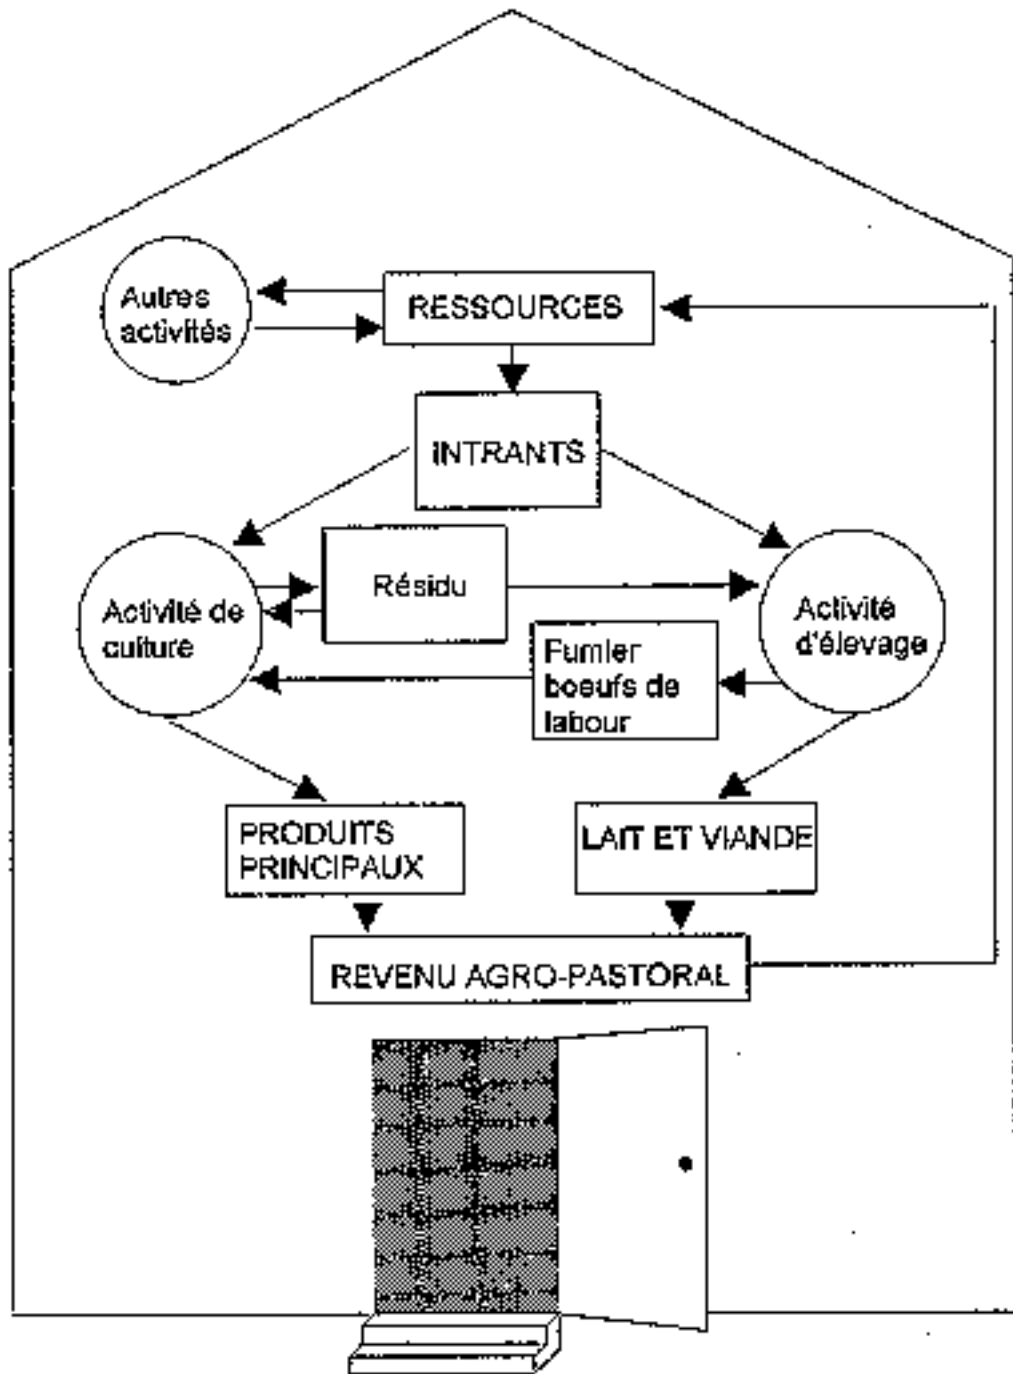 Autres
activités
RESSOURCES
INTRANTS
Résidu
Activité de
culture
Activité
d'élevage
Fumier
boeufs de
labour
PRODUITS
PRINCIPAUX
LAIT ET VIANDE
REVENU AGRO-PASTORAL